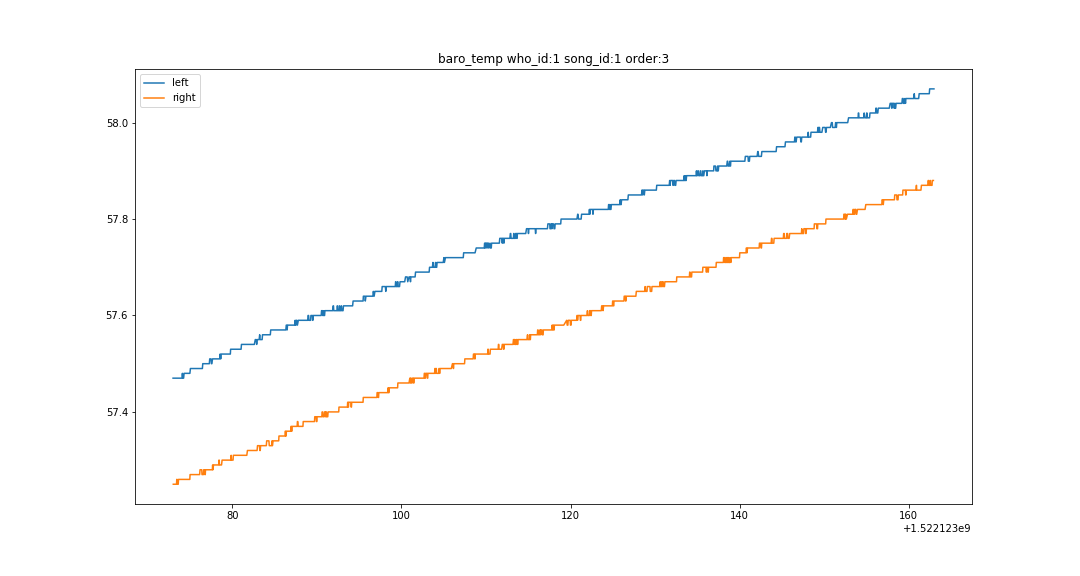 baro_temp who_id:1 song_id:1 order:3
left
right
58.0
57.8
57.6
57.4
80 100 120 140 160
+1.522123e9